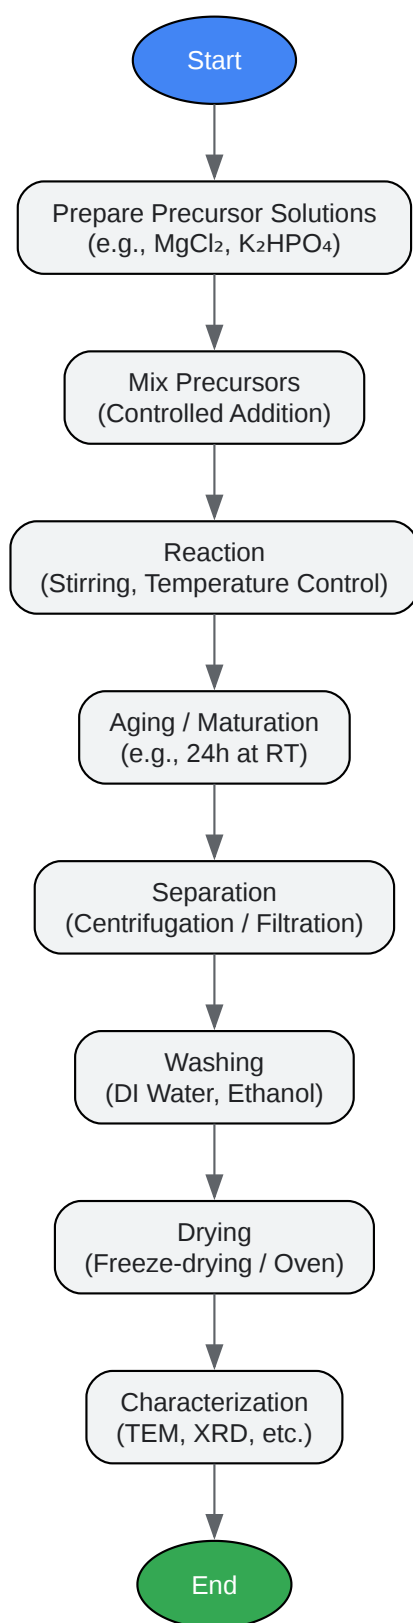 Start
Prepare Precursor Solutions
(e.g., MgCl₂, K₂HPO₄)
Mix Precursors
(Controlled Addition)
Reaction
(Stirring, Temperature Control)
Aging / Maturation
(e.g., 24h at RT)
Separation
(Centrifugation / Filtration)
Washing
(DI Water, Ethanol)
Drying
(Freeze-drying / Oven)
Characterization
(TEM, XRD, etc.)
End